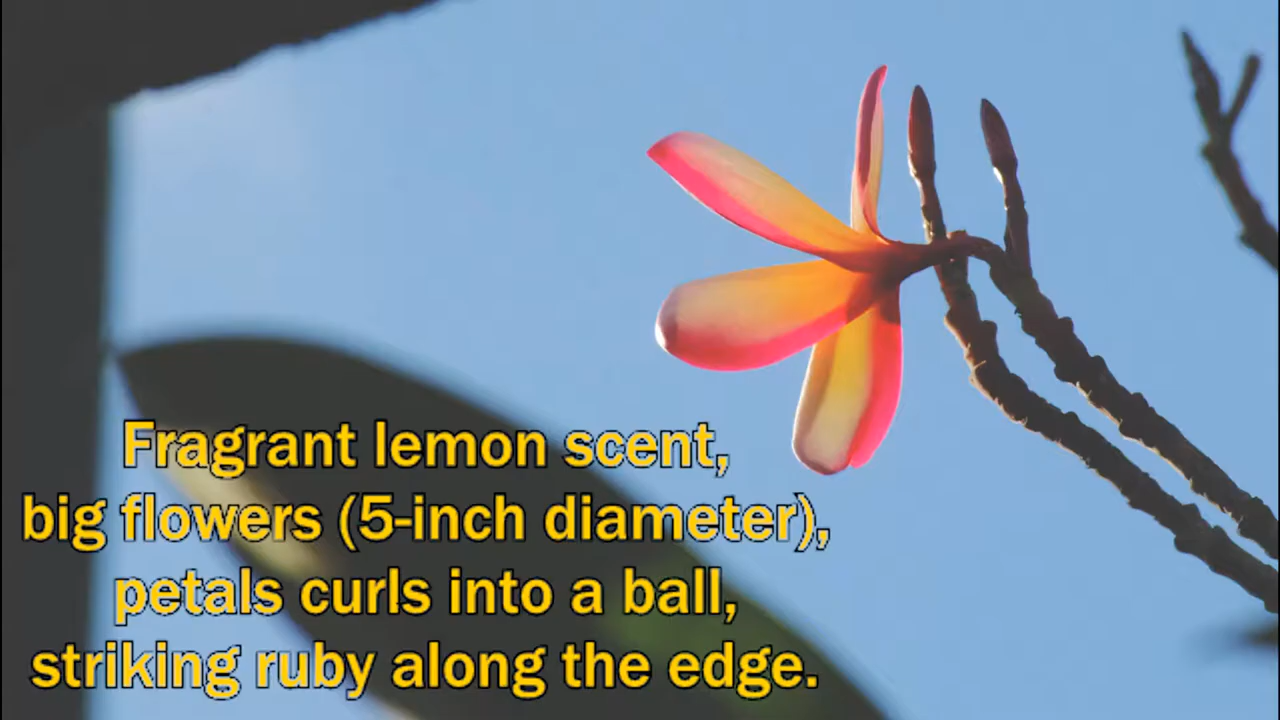 Fragrant lemon scent,
big flowers (5-inch diameter),
petals curls into a ball,
striking ruby along the edge.